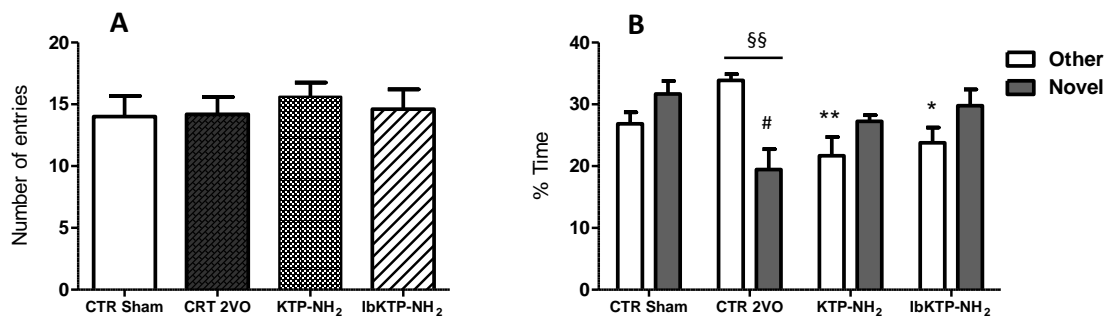 A
Number of entries
20
15
10
5
0
CTR Sham
CRT 2VO
KTP-NH₂
IbKTP-NH₂
B
% Time
40
30
20
10
0
§§
#
**
*
CTR Sham
CTR 2VO
KTP-NH₂
IbKTP-NH₂
Other
Novel